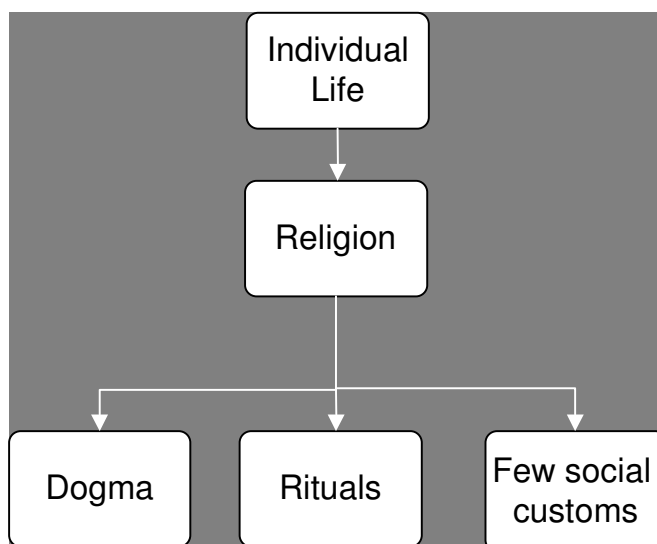 Individual
Life
Religion
Dogma
Rituals
Few social
customs